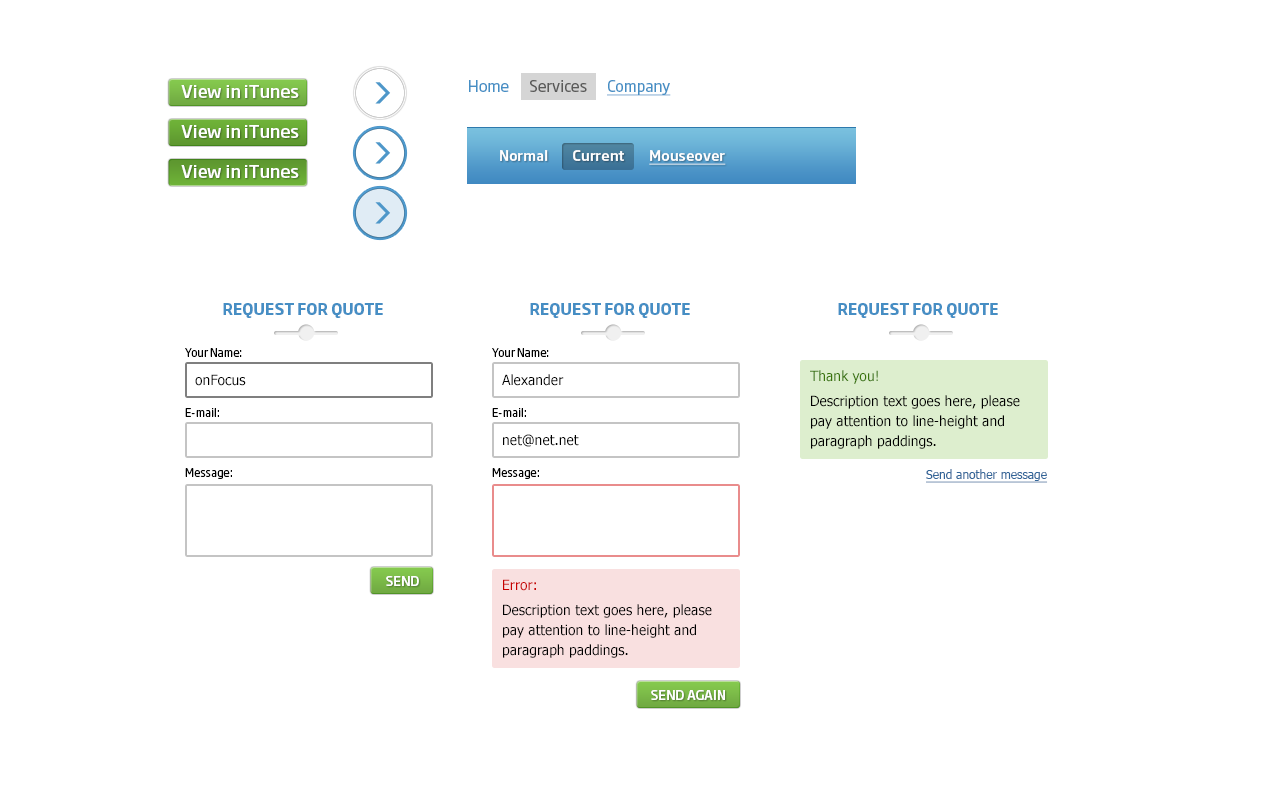 View in iTunes
View in iTunes
View in iTunes
Home Services Company
Normal Current Mouseover
REQUEST FOR QUOTE
Your Name:
onFocus
E-mail:
Message:
SEND
REQUEST FOR QUOTE
Your Name:
Alexander
E-mail:
net@net.net
Message:
Error:
Description text goes here, please
pay attention to line-height and
paragraph paddings.
SEND AGAIN
REQUEST FOR QUOTE
Thank you!
Description text goes here, please
pay attention to line-height and
paragraph paddings.
Send another message